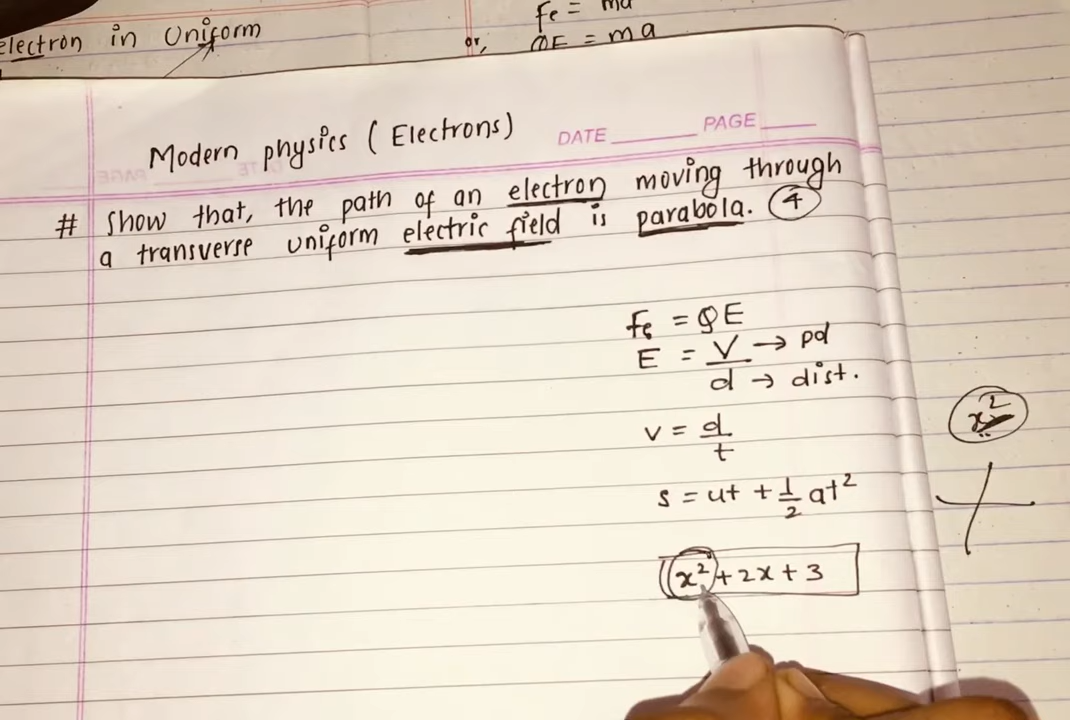 electron in Uniform
Fe = ma
or, QE = ma
Modern physics ( Electrons)
DATE PAGE
# Show that, the path of an electron moving through
a transverse uniform electric field is parabola. 4
Fe = QE
E = V/d → pd
→ dist.
v = d/t
s = ut + 1/2 at²
x²
x² + 2x + 3